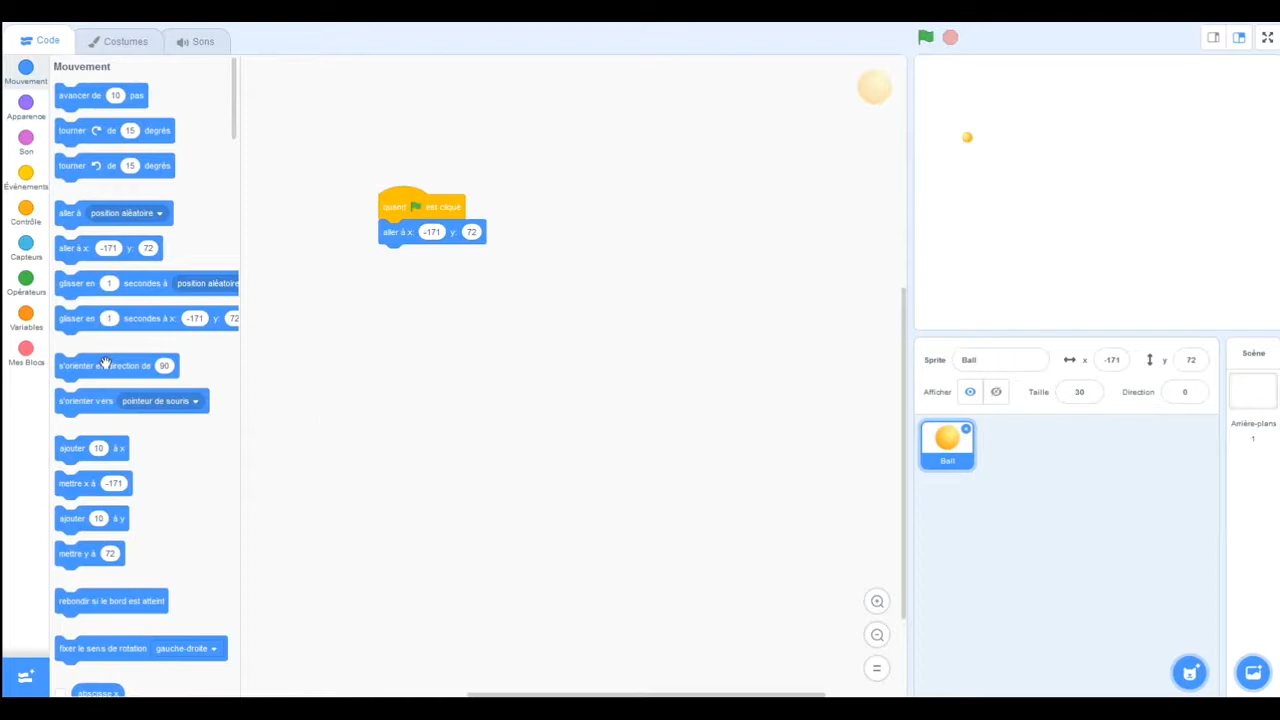 Code
Costumes
Sons
Mouvement
Apparence
Son
Événements
Contrôle
Capteurs
Opérateurs
Variables
Mes Blocs
Mouvement
avancer de 10 pas
tourner de 15 degrés
tourner de 15 degrés
aller à position aléatoire
aller à x: -171 y: 72
glisser en 1 secondes à position aléatoire
glisser en 1 secondes à x: -171 y: 72
s'orienter direction de 90
s'orienter vers pointeur de souris
ajouter 10 à x
mettre x à -171
ajouter 10 à y
mettre y à 72
rebondir si le bord est atteint
fixer le sens de rotation gauche-droite
abscisse x
quand est cliqué
aller à x: -171 y: 72
Sprite Ball x -171 y 72
Afficher Taille 30 Direction 0
Ball
Scène
Arrière-plans
1